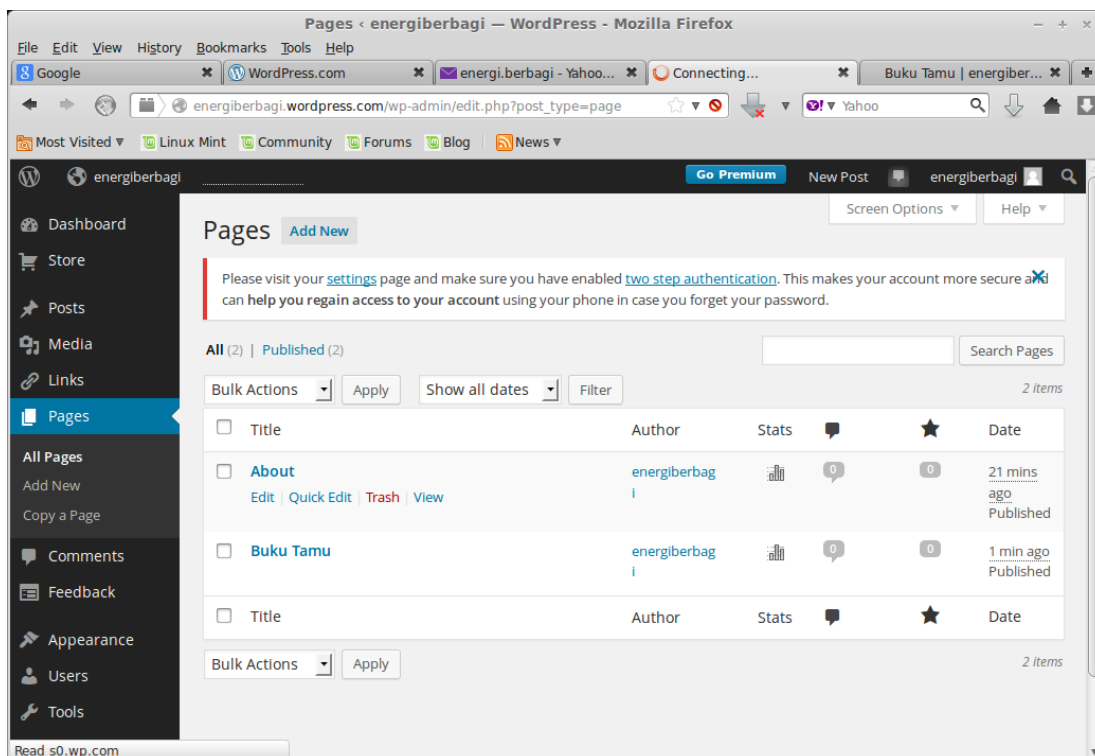 Pages ‹ energiberbagi — WordPress - Mozilla Firefox
File Edit View History Bookmarks Tools Help
Google WordPress.com energi.berbagi - Yahoo... Connecting... Buku Tamu | energiber...
energiberbagi.wordpress.com/wp-admin/edit.php?post_type=page Yahoo
Most Visited Linux Mint Community Forums Blog News
energiberbagi Go Premium New Post energiberbagi
Screen Options Help
Dashboard
Store
Posts
Media
Links
Pages
All Pages
Add New
Copy a Page
Comments
Feedback
Appearance
Users
Tools
Pages Add New
Please visit your settings page and make sure you have enabled two step authentication. This makes your account more secure and
can help you regain access to your account using your phone in case you forget your password.
All (2) | Published (2) Search Pages
Bulk Actions Apply Show all dates Filter 2 items
Title Author Stats Date
About energiberbagi 0 0 21 mins ago Published
Edit | Quick Edit | Trash | View
Buku Tamu energiberbagi 0 0 1 min ago Published
Title Author Stats Date
Bulk Actions Apply 2 items
Read s0.wp.com